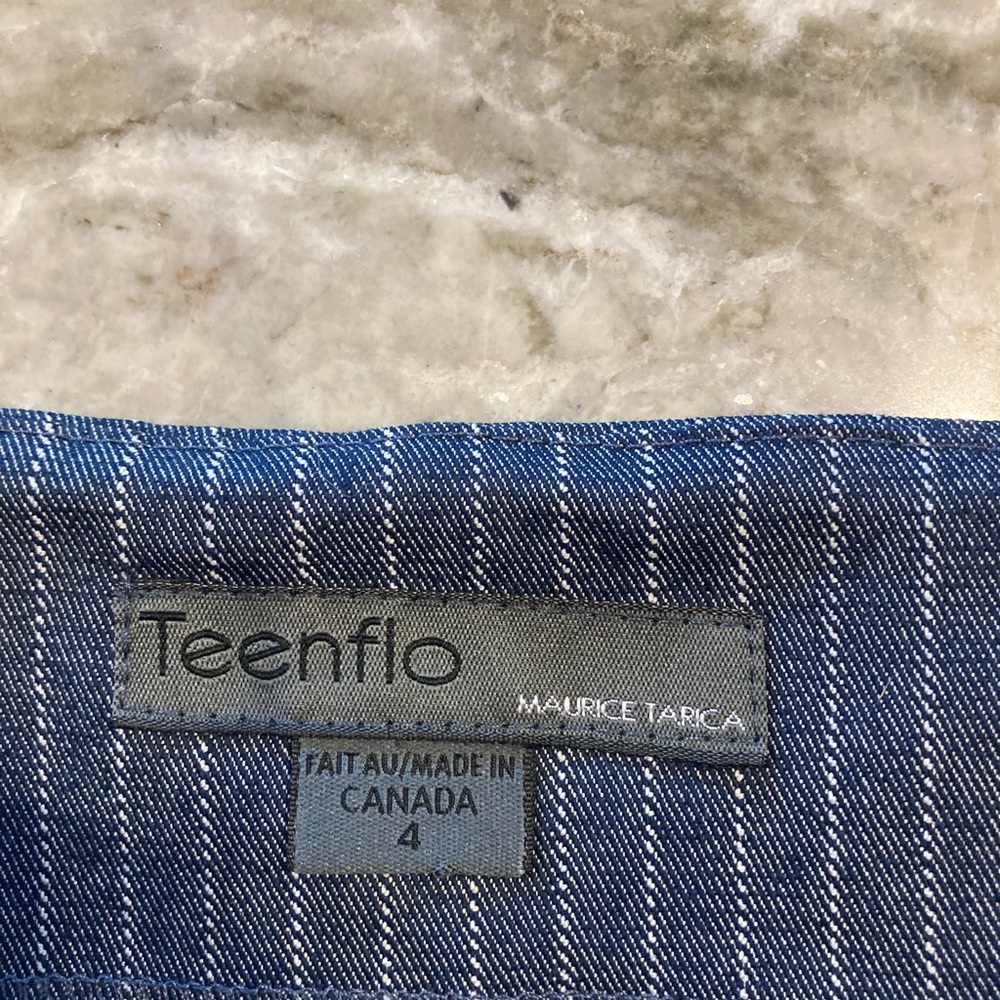 Teenflo
MAURICE TARICA
FAIT AU/MADE IN
CANADA
4